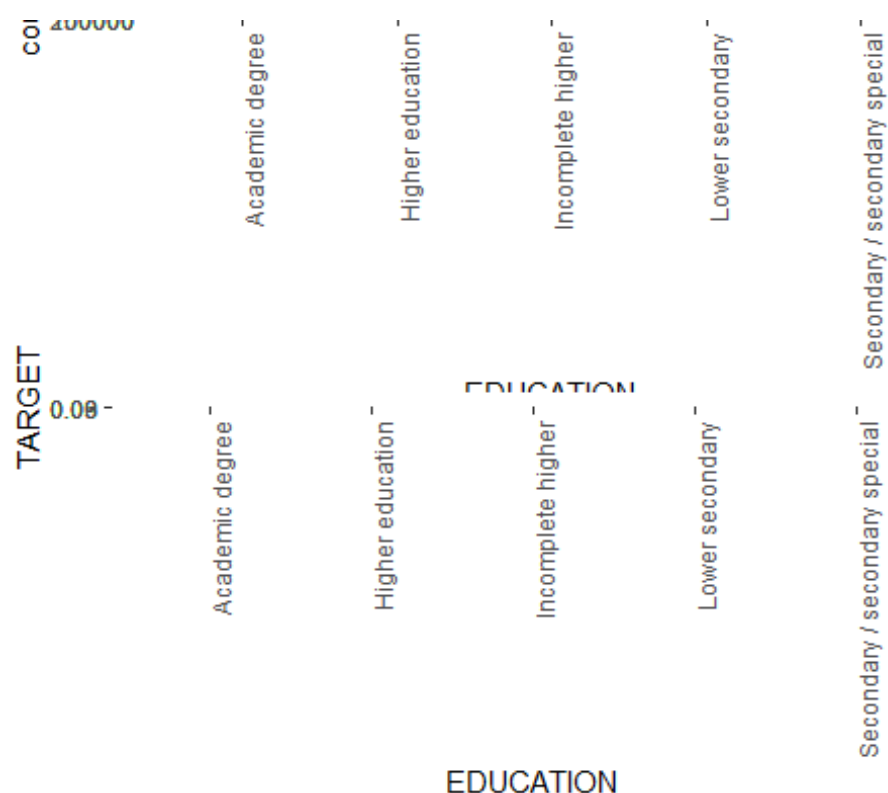 Academic degree
Higher education
Incomplete higher
Lower secondary
Secondary / secondary special
EDUCATION
TARGET
Academic degree
Higher education
Incomplete higher
Lower secondary
Secondary / secondary special
EDUCATION